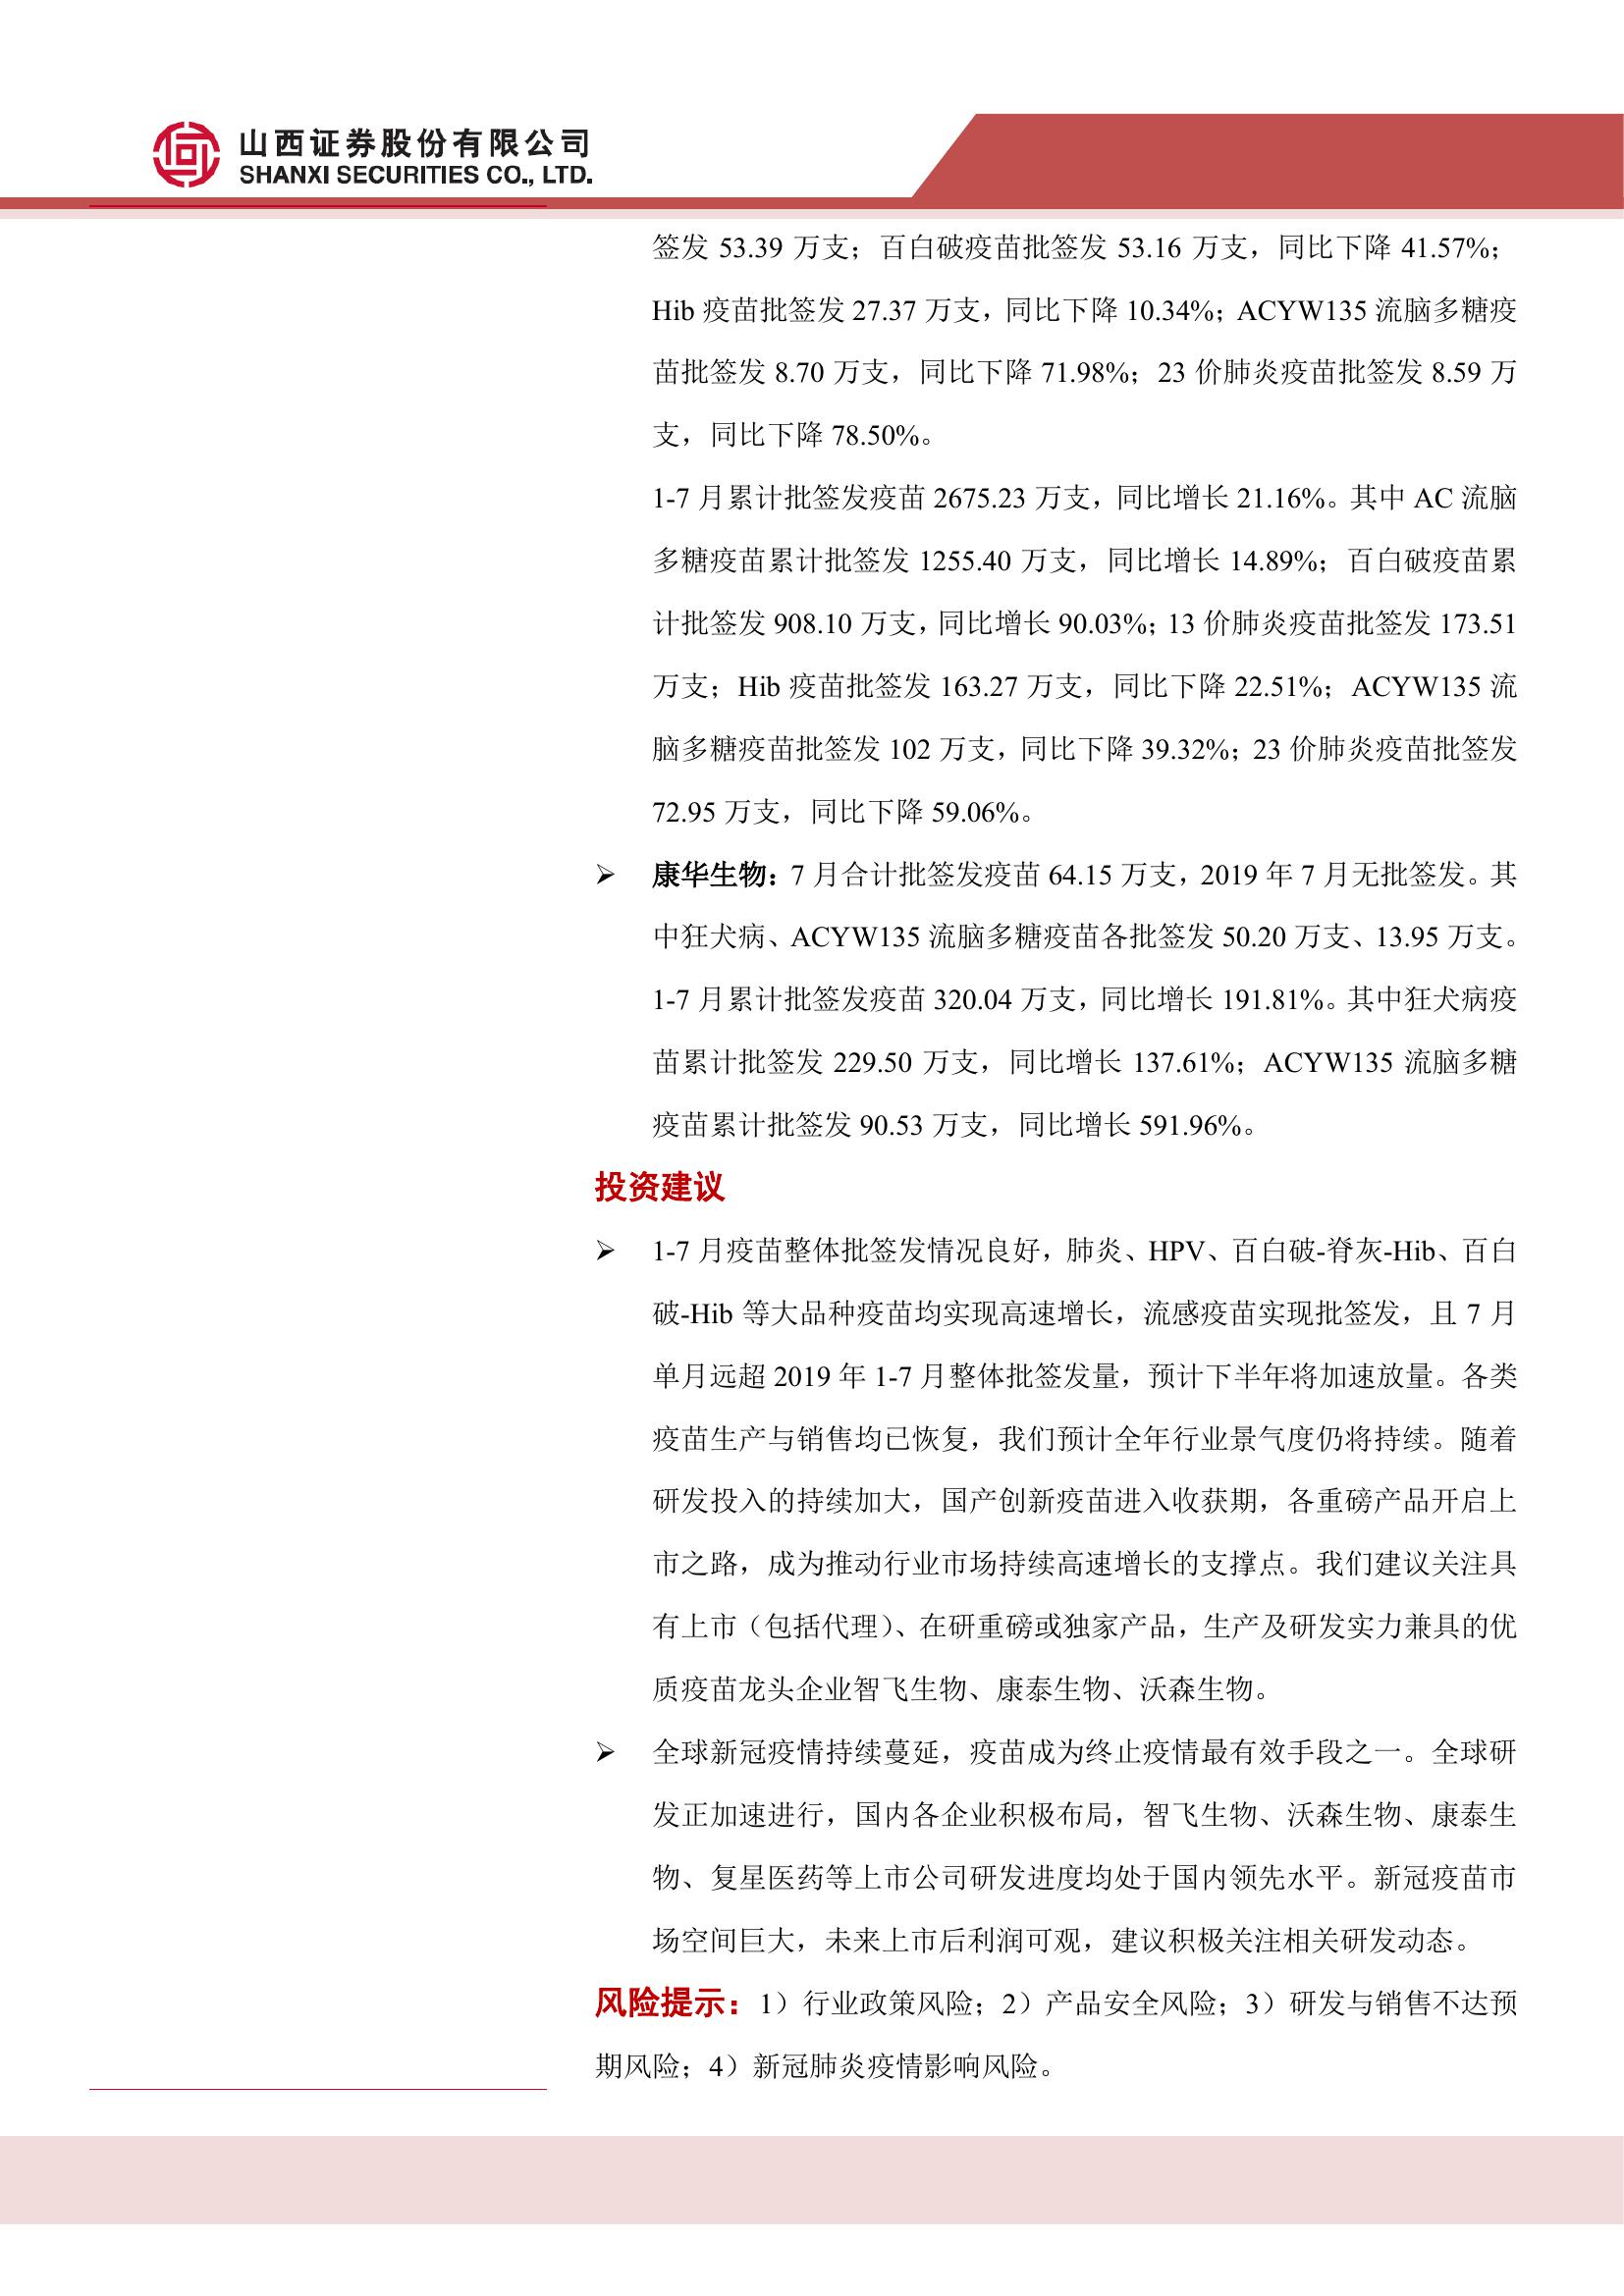 山西证券股份有限公司
SHANXI SECURITIES CO., LTD.
签发 53.39 万支；百白破疫苗批签发 53.16 万支，同比下降 41.57%；
Hib 疫苗批签发 27.37 万支，同比下降 10.34%；ACYW135 流脑多糖疫
苗批签发 8.70 万支，同比下降 71.98%；23 价肺炎疫苗批签发 8.59 万
支，同比下降 78.50%。
1-7 月累计批签发疫苗 2675.23 万支，同比增长 21.16%。其中 AC 流脑
多糖疫苗累计批签发 1255.40 万支，同比增长 14.89%；百白破疫苗累
计批签发 908.10 万支，同比增长 90.03%；13 价肺炎疫苗批签发 173.51
万支；Hib 疫苗批签发 163.27 万支，同比下降 22.51%；ACYW135 流
脑多糖疫苗批签发 102 万支，同比下降 39.32%；23 价肺炎疫苗批签发
72.95 万支，同比下降 59.06%。
➢ 康华生物：7 月合计批签发疫苗 64.15 万支，2019 年 7 月无批签发。其
中狂犬病、ACYW135 流脑多糖疫苗各批签发 50.20 万支、13.95 万支。
1-7 月累计批签发疫苗 320.04 万支，同比增长 191.81%。其中狂犬病疫
苗累计批签发 229.50 万支，同比增长 137.61%；ACYW135 流脑多糖
疫苗累计批签发 90.53 万支，同比增长 591.96%。
投资建议
➢ 1-7 月疫苗整体批签发情况良好，肺炎、HPV、百白破-脊灰-Hib、百白
破-Hib 等大品种疫苗均实现高速增长，流感疫苗实现批签发，且 7 月
单月远超 2019 年 1-7 月整体批签发量，预计下半年将加速放量。各类
疫苗生产与销售均已恢复，我们预计全年行业景气度仍将持续。随着
研发投入的持续加大，国产创新疫苗进入收获期，各重磅产品开启上
市之路，成为推动行业市场持续高速增长的支撑点。我们建议关注具
有上市（包括代理）、在研重磅或独家产品，生产及研发实力兼具的优
质疫苗龙头企业智飞生物、康泰生物、沃森生物。
➢ 全球新冠疫情持续蔓延，疫苗成为终止疫情最有效手段之一。全球研
发正加速进行，国内各企业积极布局，智飞生物、沃森生物、康泰生
物、复星医药等上市公司研发进度均处于国内领先水平。新冠疫苗市
场空间巨大，未来上市后利润可观，建议积极关注相关研发动态。
风险提示：1）行业政策风险；2）产品安全风险；3）研发与销售不达预
期风险；4）新冠肺炎疫情影响风险。